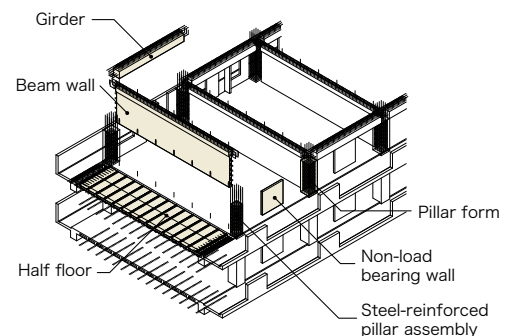 Girder
Beam wall
Half floor
Pillar form
Non-load
bearing wall
Steel-reinforced
pillar assembly